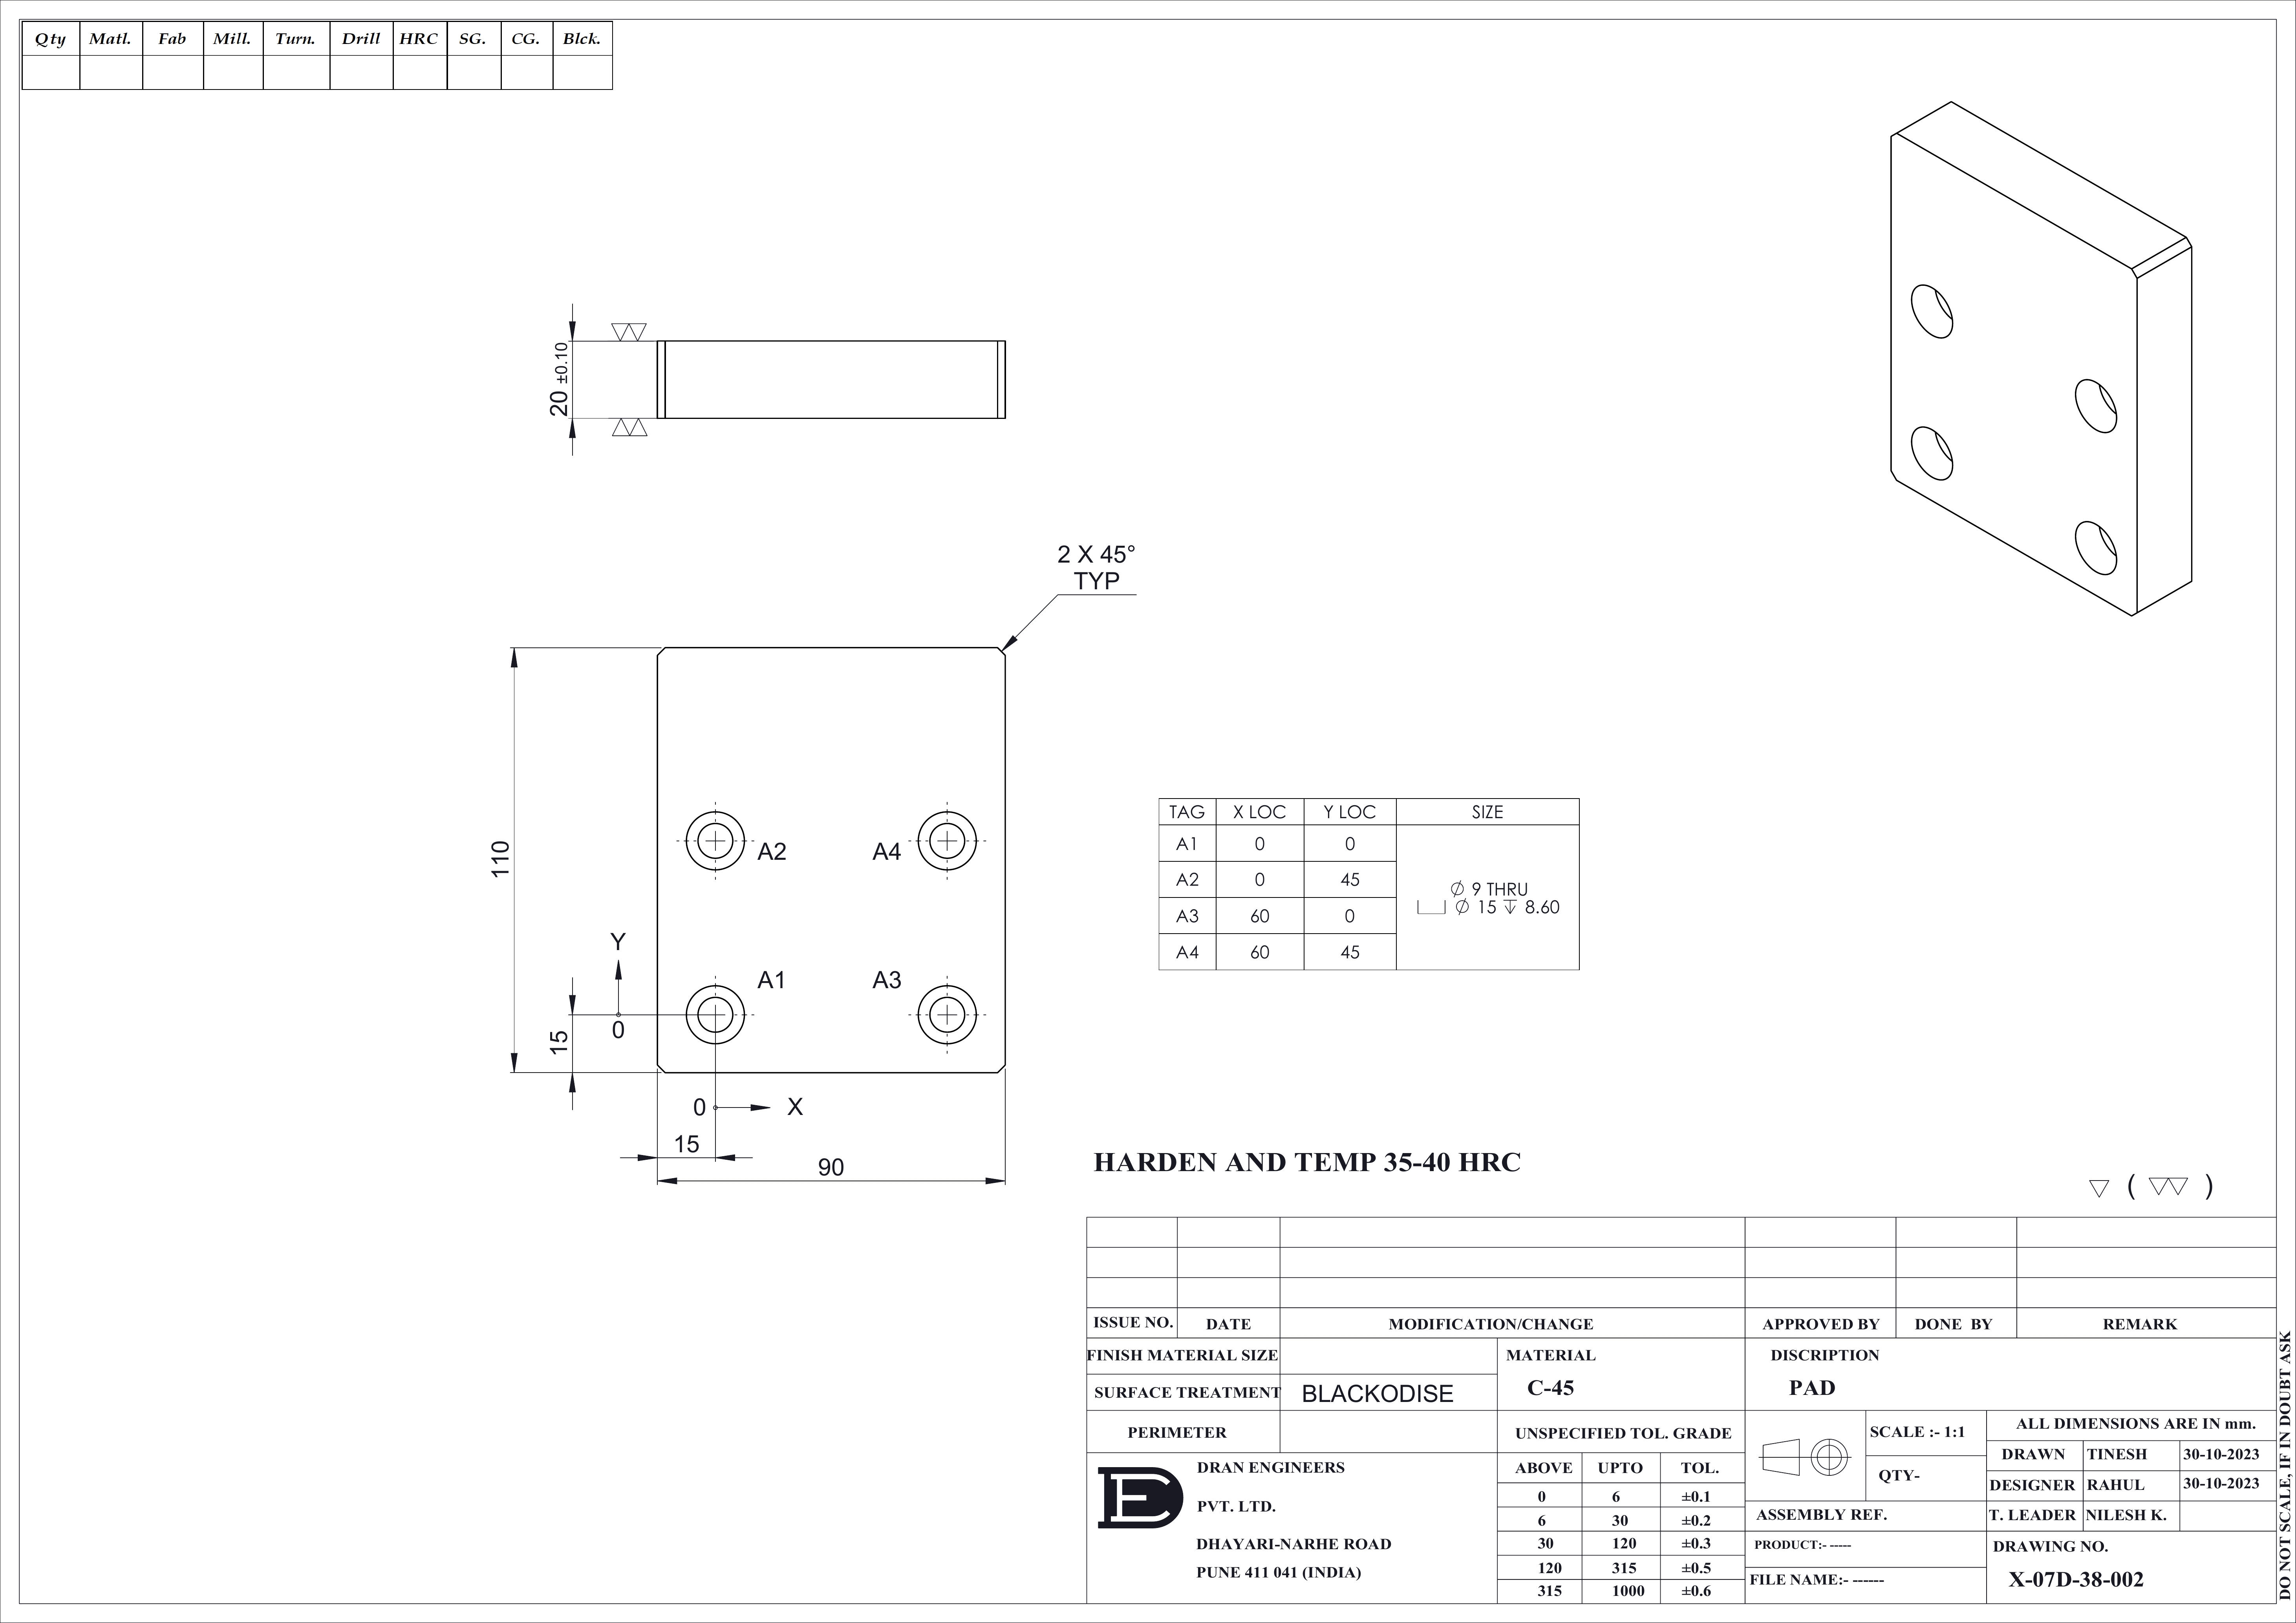 Qty Matl. Fab Mill. Turn. Drill HRC SG. CG. Blck.
20 ±0.10
2 X 45°
TYP
110
A2 A4
TAG X LOC Y LOC SIZE
A1 0 0
A2 0 45
A3 60 0
A4 60 45
⌀ 9 THRU
⌴ ⌀ 15 ↧ 8.60
Y
A1 A3
0
15
0 X
15
90
HARDEN AND TEMP 35-40 HRC
( )
ISSUE NO. DATE MODIFICATION/CHANGE APPROVED BY DONE BY REMARK
FINISH MATERIAL SIZE
MATERIAL
C-45
DISCRIPTION
PAD
SURFACE TREATMENT BLACKODISE
PERIMETER
UNSPECIFIED TOL. GRADE
ABOVE UPTO TOL.
0 6 ±0.1
6 30 ±0.2
30 120 ±0.3
120 315 ±0.5
315 1000 ±0.6
DRAN ENGINEERS
PVT. LTD.
DHAYARI-NARHE ROAD
PUNE 411 041 (INDIA)
SCALE :- 1:1
QTY-
ALL DIMENSIONS ARE IN mm.
DRAWN TINESH 30-10-2023
DESIGNER RAHUL 30-10-2023
T. LEADER NILESH K.
ASSEMBLY REF.
PRODUCT:- -----
FILE NAME:- ------
DRAWING NO.
X-07D-38-002
DO NOT SCALE, IF IN DOUBT ASK